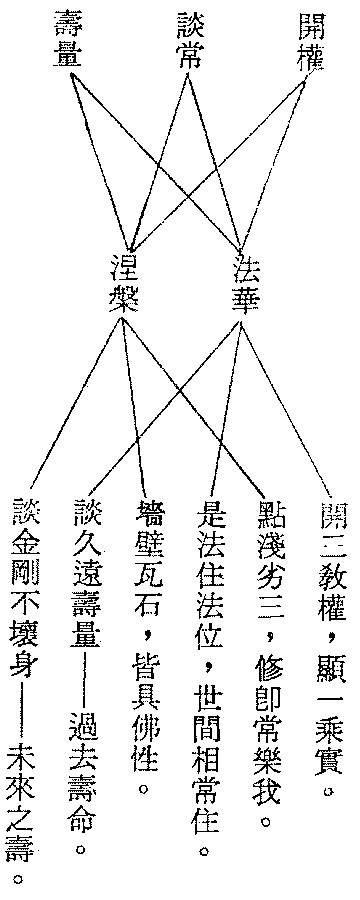 開權
談常
壽量
法華
涅槃
開三教權，顯一乘實。
點淺劣三，修卽常樂我。
是法住法位，世間相常住。
墻壁瓦石，皆具佛性。
談久遠壽量——過去壽命。
談金剛不壞身——未來之壽。